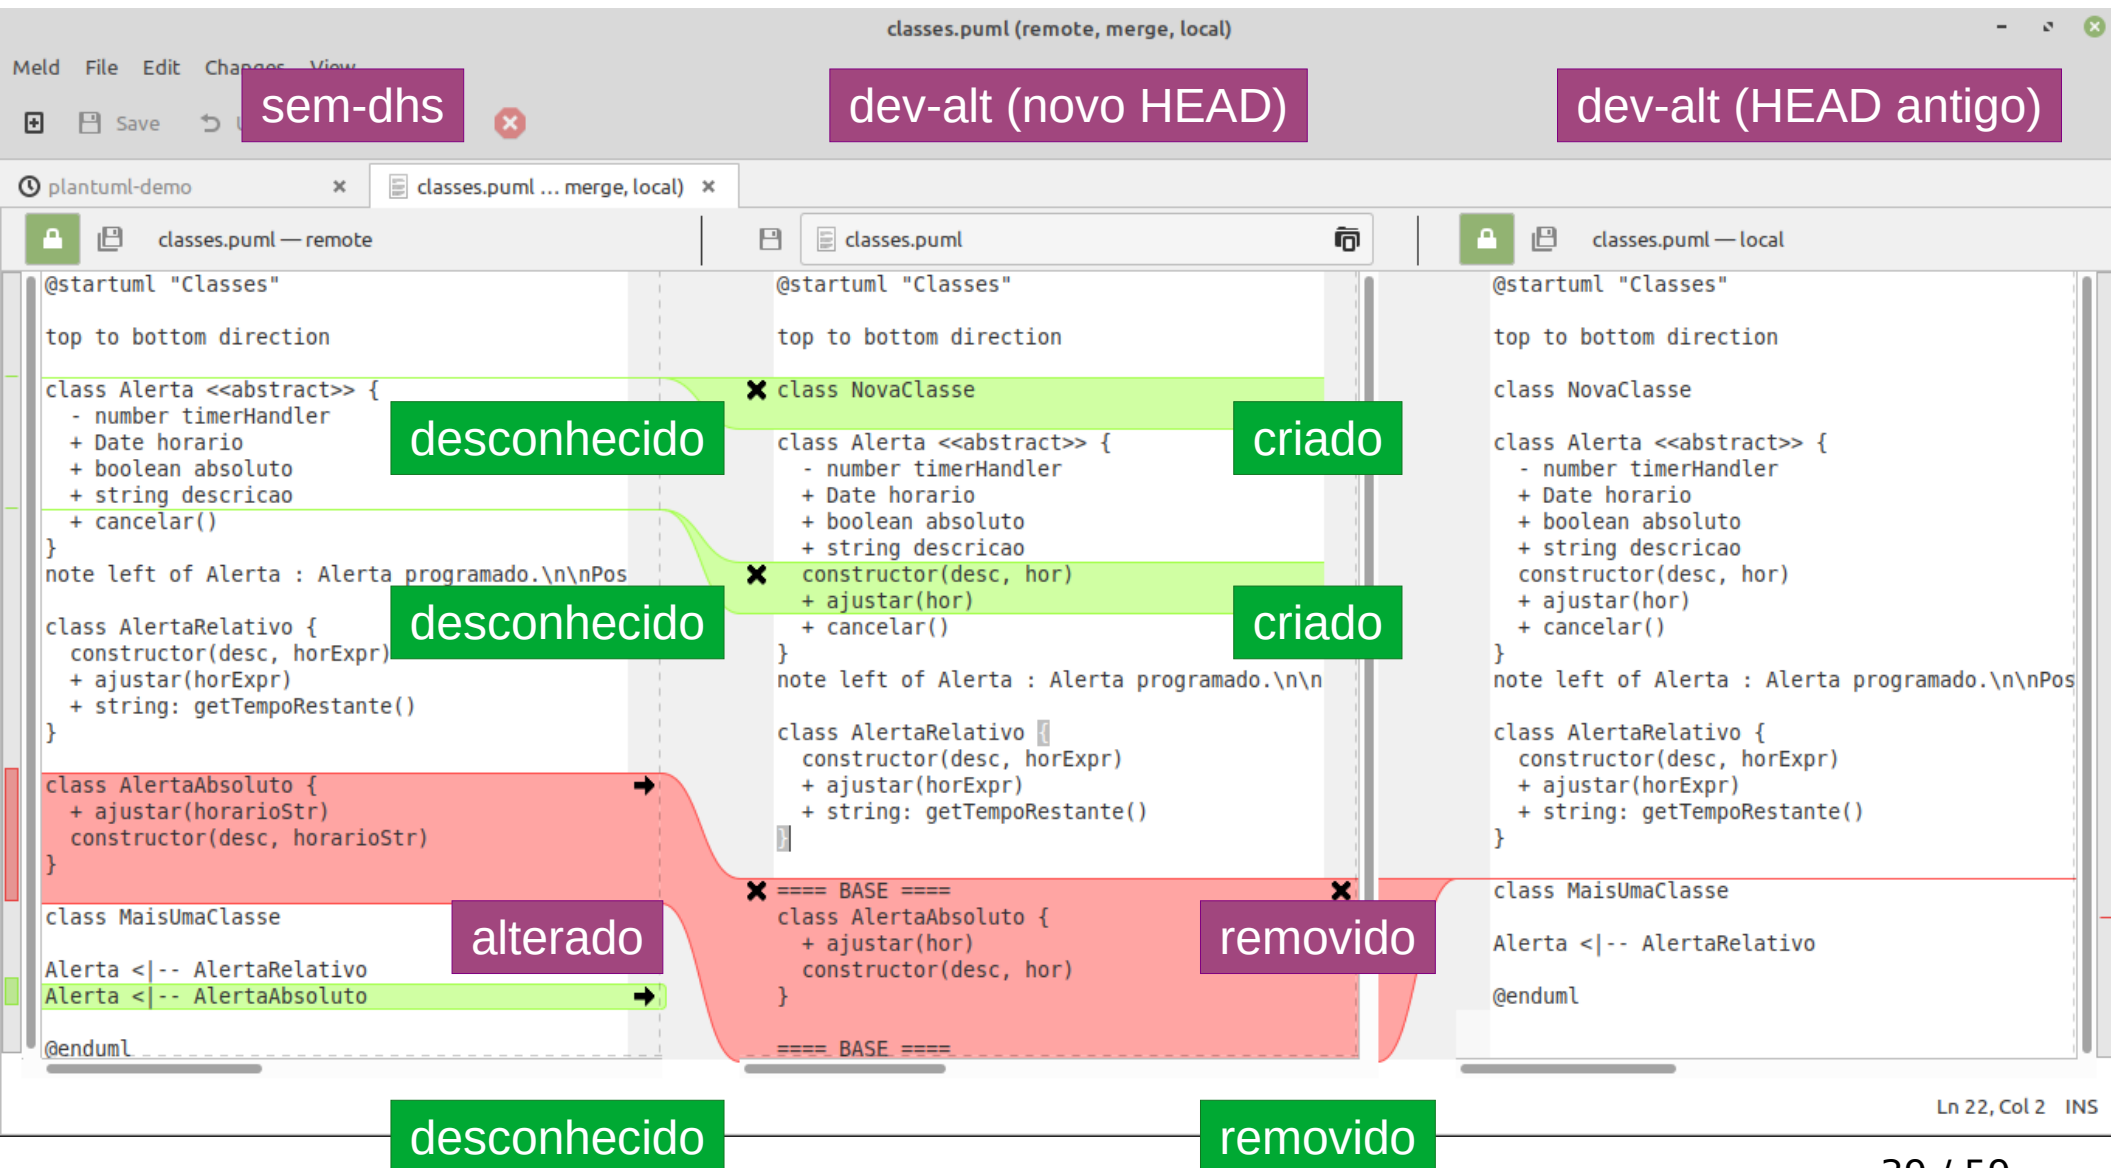 classes.puml (remote, merge, local)
Meld File Edit Changes View
sem-dhs
dev-alt (novo HEAD)
dev-alt (HEAD antigo)
Save
plantuml-demo
classes.puml … merge, local)
classes.puml — remote
classes.puml
classes.puml — local
@startuml "Classes"
top to bottom direction
class Alerta <<abstract>> {
- number timerHandler
+ Date horario
+ boolean absoluto
+ string descricao
+ cancelar()
}
note left of Alerta : Alerta programado.\n\nPos
class AlertaRelativo {
constructor(desc, horExpr)
+ ajustar(horExpr)
+ string: getTempoRestante()
}
class AlertaAbsoluto {
+ ajustar(horarioStr)
constructor(desc, horarioStr)
}
class MaisUmaClasse
Alerta <|-- AlertaRelativo
Alerta <|-- AlertaAbsoluto
@enduml
desconhecido
desconhecido
alterado
desconhecido
@startuml "Classes"
top to bottom direction
class NovaClasse
class Alerta <<abstract>> {
- number timerHandler
+ Date horario
+ boolean absoluto
+ string descricao
constructor(desc, hor)
+ ajustar(hor)
+ cancelar()
}
note left of Alerta : Alerta programado.\n\n
class AlertaRelativo {
constructor(desc, horExpr)
+ ajustar(horExpr)
+ string: getTempoRestante()
}
==== BASE ====
class AlertaAbsoluto {
+ ajustar(hor)
constructor(desc, hor)
}
==== BASE ====
criado
criado
removido
removido
@startuml "Classes"
top to bottom direction
class NovaClasse
class Alerta <<abstract>> {
- number timerHandler
+ Date horario
+ boolean absoluto
+ string descricao
constructor(desc, hor)
+ ajustar(hor)
+ cancelar()
}
note left of Alerta : Alerta programado.\n\nPos
class AlertaRelativo {
constructor(desc, horExpr)
+ ajustar(horExpr)
+ string: getTempoRestante()
}
class MaisUmaClasse
Alerta <|-- AlertaRelativo
@enduml
Ln 22, Col 2 INS